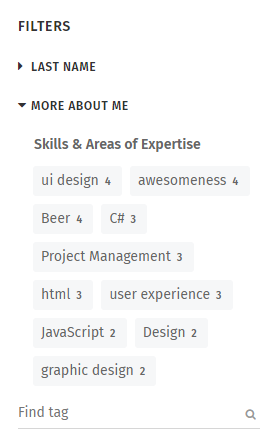 FILTERS
LAST NAME
MORE ABOUT ME
Skills & Areas of Expertise
ui design 4 awesomeness 4
Beer 4 C# 3
Project Management 3
html 3 user experience 3
JavaScript 2 Design 2
graphic design 2
Find tag